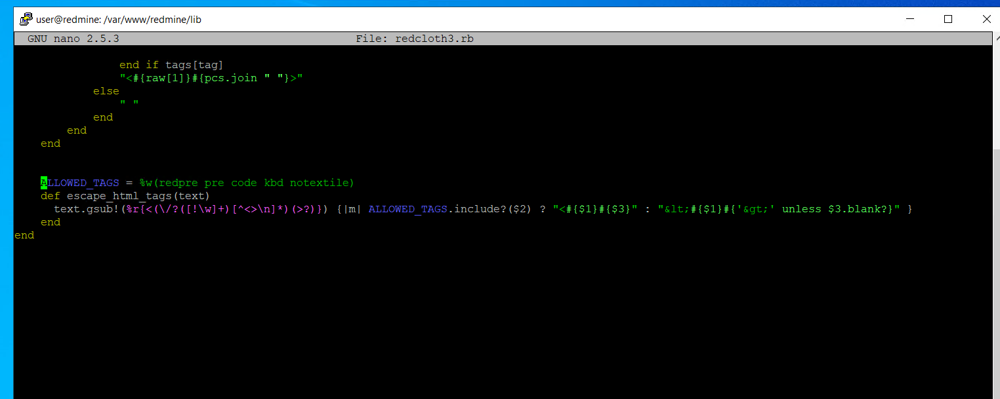 user@redmine: /var/www/redmine/lib
GNU nano 2.5.3 File: redcloth3.rb
end if tags[tag]
"<#{raw[1]}#{pcs.join " "}>"
else
" "
end
end
end
ALLOWED_TAGS = %w(redpre pre code kbd notextile)
def escape_html_tags(text)
text.gsub!(%r{<(\/?([!\w]+)[^<>\n]*)(>?)}) {|m| ALLOWED_TAGS.include?($2) ? "<#{$1}#{$3}" : "&lt;#{$1}#{'&gt;' unless $3.blank?}" }
end
end